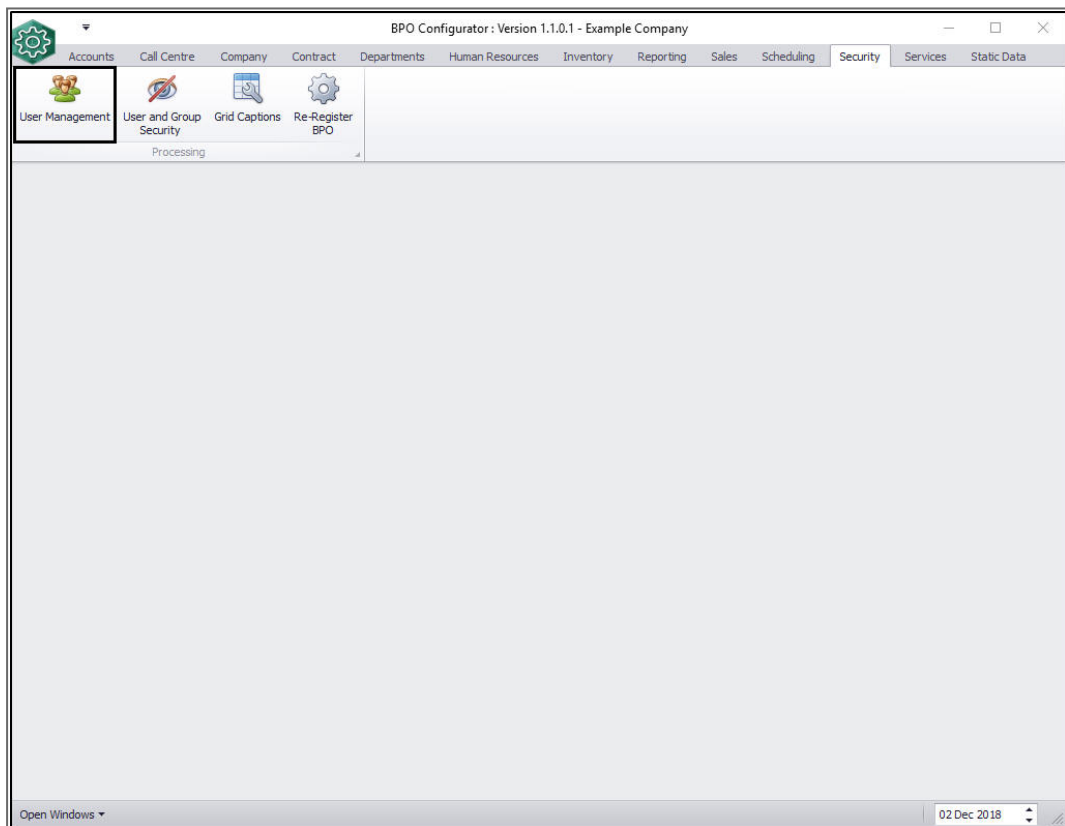 BPO Configurator : Version 1.1.0.1 - Example Company
Accounts Call Centre Company Contract Departments Human Resources Inventory Reporting Sales Scheduling Security Services Static Data
User Management User and Group Security Grid Captions Re-Register BPO
Processing
Open Windows 02 Dec 2018